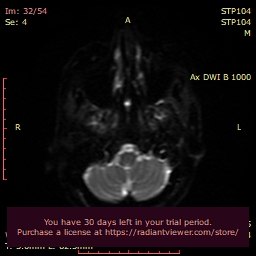 Im: 32/54
Se: 4
A
STP104
STP104
M
Ax DWI B 1000
R
L
You have 30 days left in your trial period.
Purchase a license at https://radiantviewer.com/store/